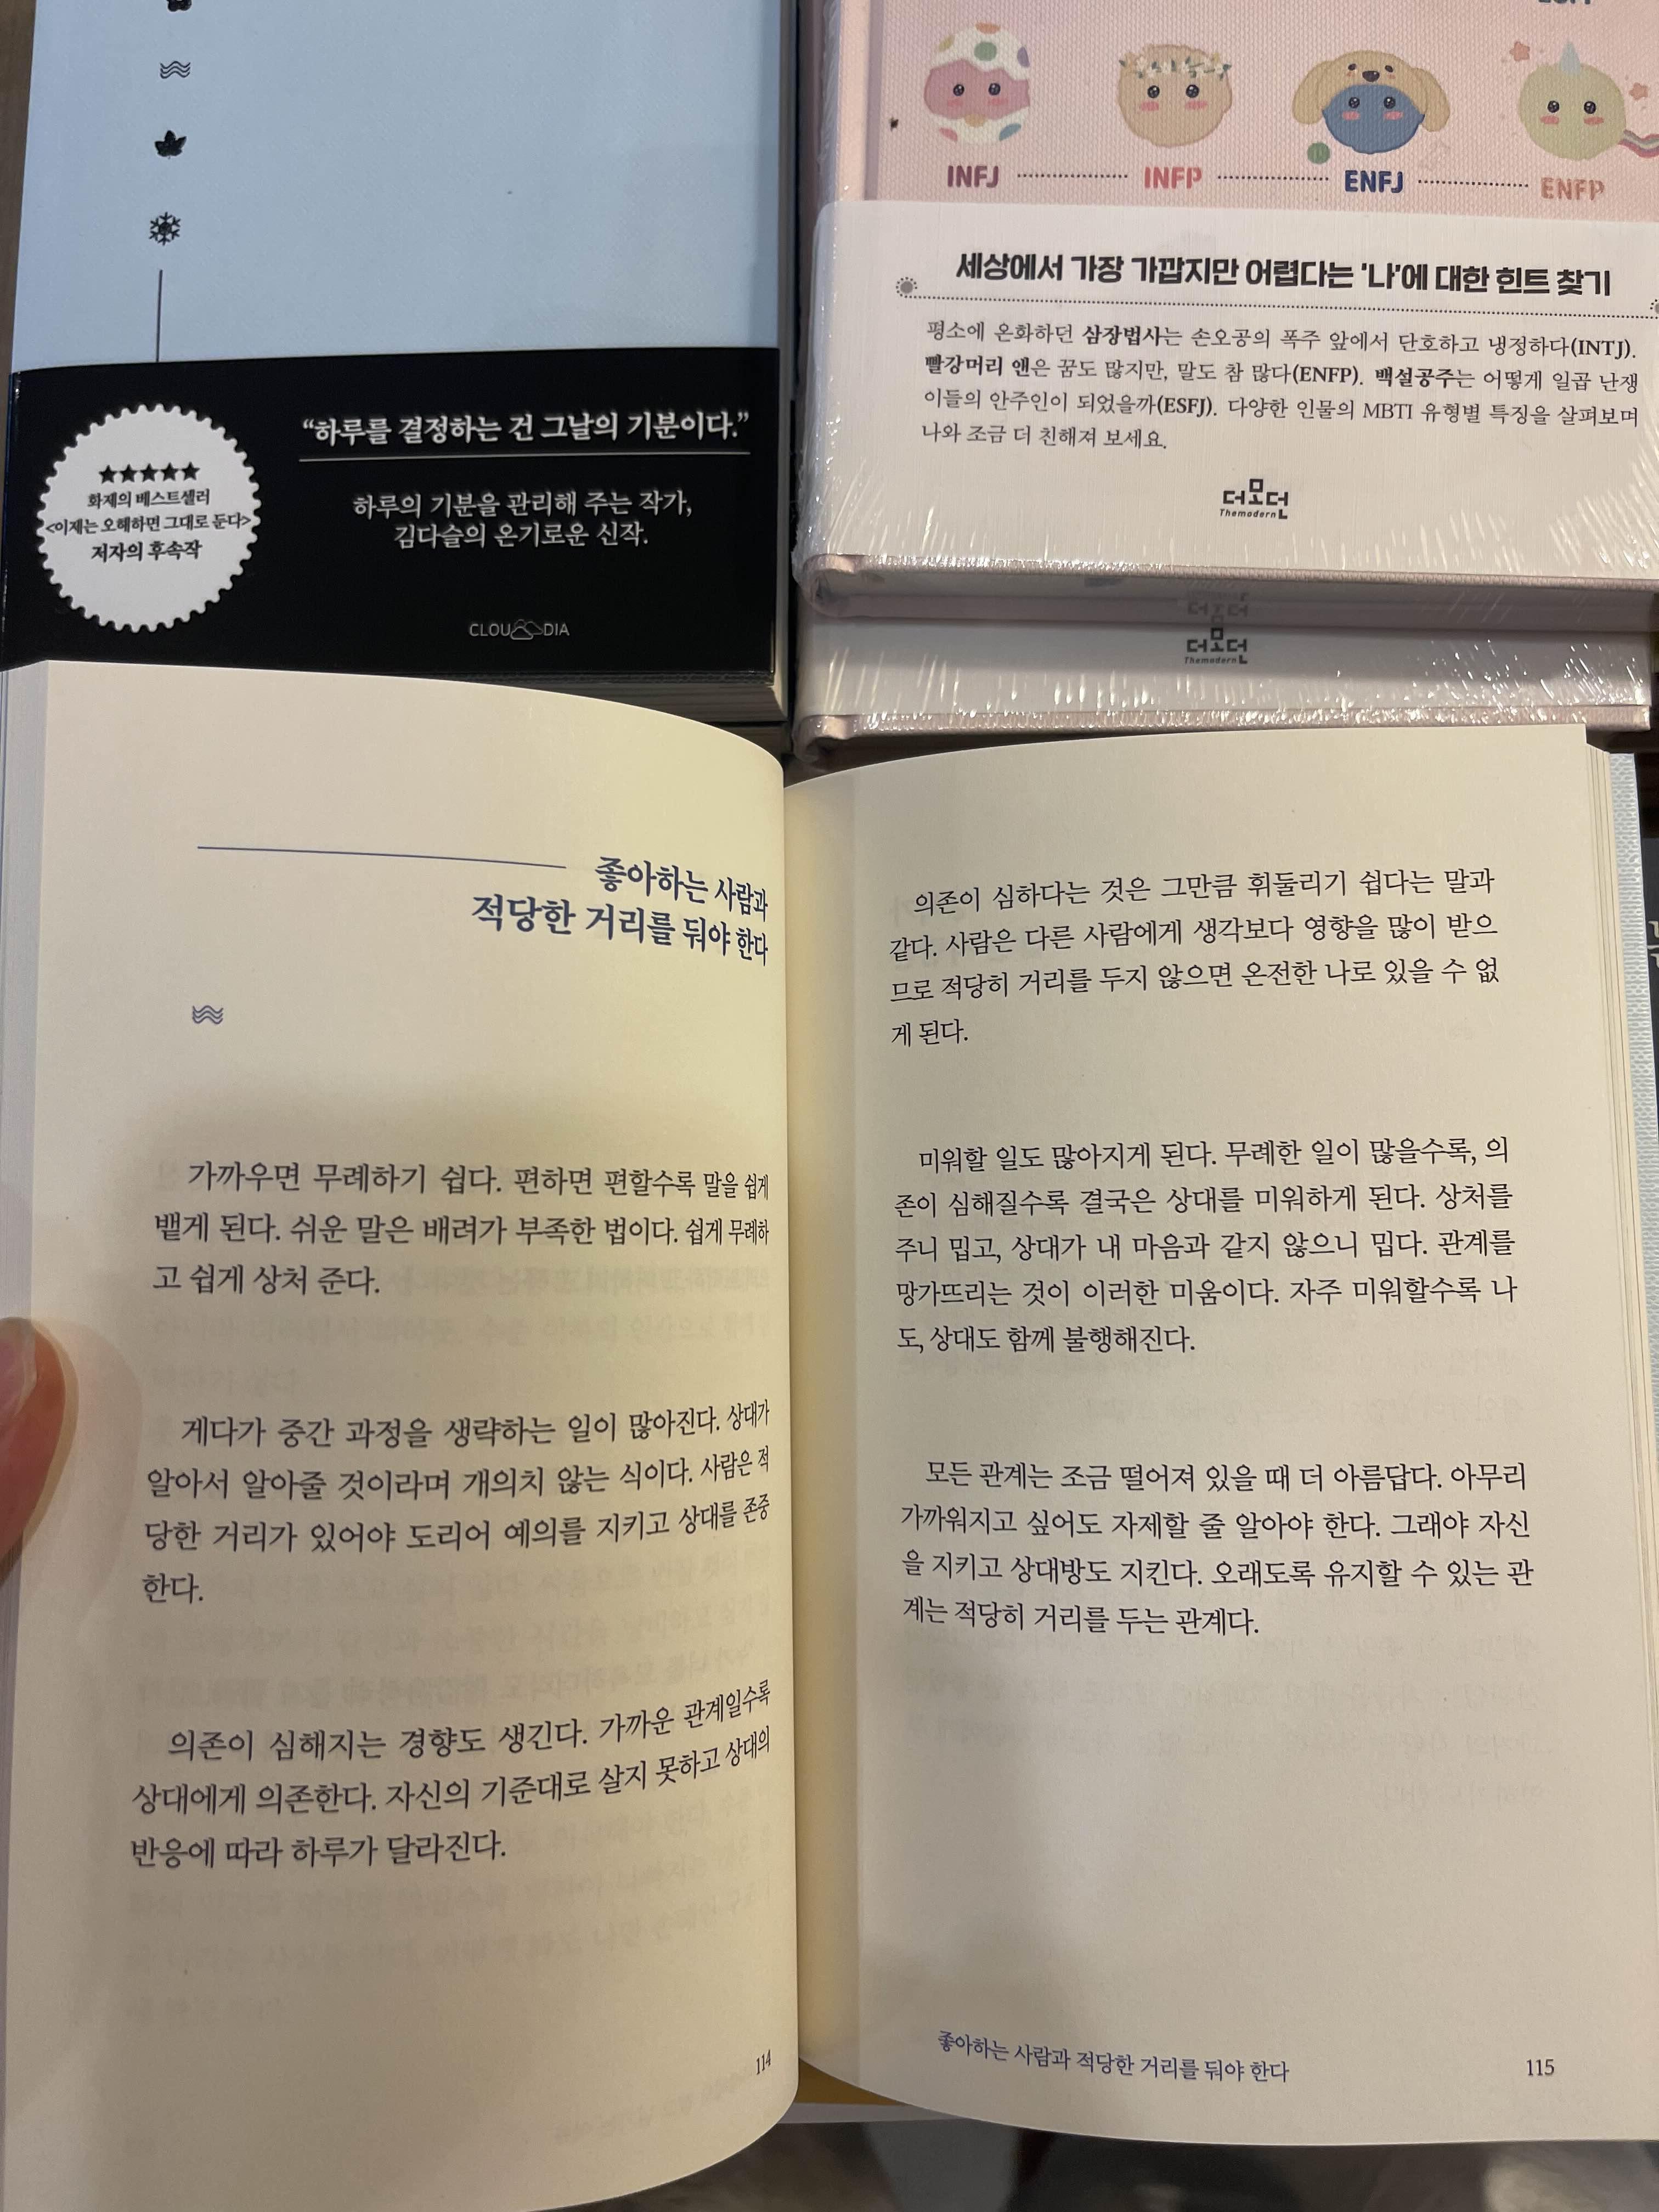 “하루를 결정하는 건 그날의 기분이다.”
하루의 기분을 관리해 주는 작가,
김다슬의 온기로운 신작.
★★★★★
화제의 베스트셀러
<이제는 오해하면 그대로 둔다>
저자의 후속작
CLOUDIA
INFJ
INFP
ENFJ
ENFP
세상에서 가장 가깝지만 어렵다는 '나'에 대한 힌트 찾기
평소에 온화하던 삼장법사는 손오공의 폭주 앞에서 단호하고 냉정하다(INTJ).
빨강머리 앤은 꿈도 많지만, 말도 참 많다(ENFP). 백설공주는 어떻게 일곱 난쟁
이들의 안주인이 되었을까(ESFJ). 다양한 인물의 MBTI 유형별 특징을 살펴보며
나와 조금 더 친해져 보세요.
더모던
Themodern
더모던
Themodern
좋아하는 사람과
적당한 거리를 둬야 한다
가까우면 무례하기 쉽다. 편하면 편할수록 말을 쉽게
뱉게 된다. 쉬운 말은 배려가 부족한 법이다. 쉽게 무례하
고 쉽게 상처 준다.
게다가 중간 과정을 생략하는 일이 많아진다. 상대가
알아서 알아줄 것이라며 개의치 않는 식이다. 사람은 적
당한 거리가 있어야 도리어 예의를 지키고 상대를 존중
한다.
의존이 심해지는 경향도 생긴다. 가까운 관계일수록
상대에게 의존한다. 자신의 기준대로 살지 못하고 상대의
반응에 따라 하루가 달라진다.
114
의존이 심하다는 것은 그만큼 휘둘리기 쉽다는 말과
같다. 사람은 다른 사람에게 생각보다 영향을 많이 받으
므로 적당히 거리를 두지 않으면 온전한 나로 있을 수 없
게 된다.
미워할 일도 많아지게 된다. 무례한 일이 많을수록, 의
존이 심해질수록 결국은 상대를 미워하게 된다. 상처를
주니 밉고, 상대가 내 마음과 같지 않으니 밉다. 관계를
망가뜨리는 것이 이러한 미움이다. 자주 미워할수록 나
도, 상대도 함께 불행해진다.
모든 관계는 조금 떨어져 있을 때 더 아름답다. 아무리
가까워지고 싶어도 자제할 줄 알아야 한다. 그래야 자신
을 지키고 상대방도 지킨다. 오래도록 유지할 수 있는 관
계는 적당히 거리를 두는 관계다.
좋아하는 사람과 적당한 거리를 둬야 한다
115